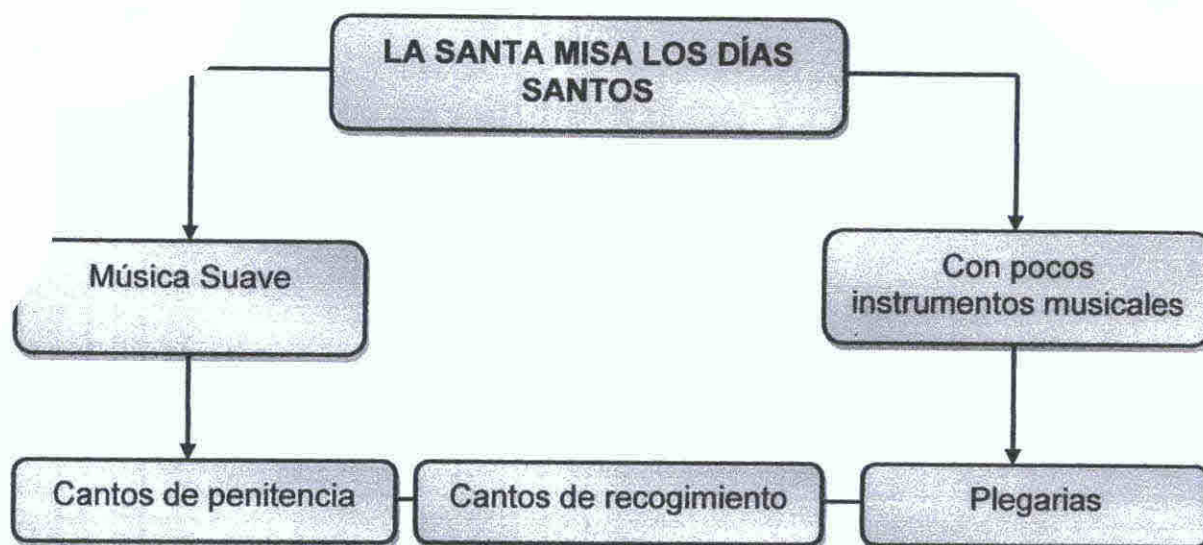 LA SANTA MISA LOS DÍAS
SANTOS
Música Suave
Con pocos
instrumentos musicales
Cantos de penitencia
Cantos de recogimiento
Plegarias